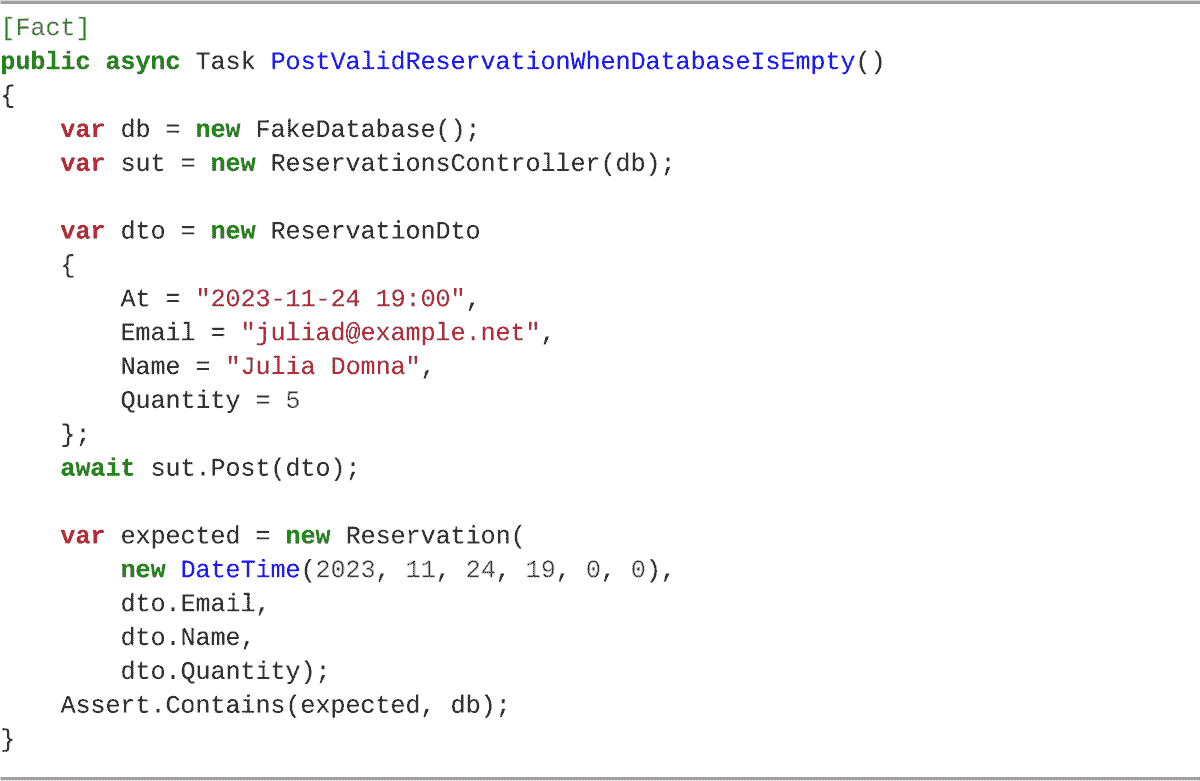 [Fact]
public async Task PostValidReservationWhenDatabaseIsEmpty()
{
    var db = new FakeDatabase();
    var sut = new ReservationsController(db);

    var dto = new ReservationDto
    {
        At = "2023-11-24 19:00",
        Email = "juliad@example.net",
        Name = "Julia Domna",
        Quantity = 5
    };
    await sut.Post(dto);

    var expected = new Reservation(
        new DateTime(2023, 11, 24, 19, 0, 0),
        dto.Email,
        dto.Name,
        dto.Quantity);
    Assert.Contains(expected, db);
}